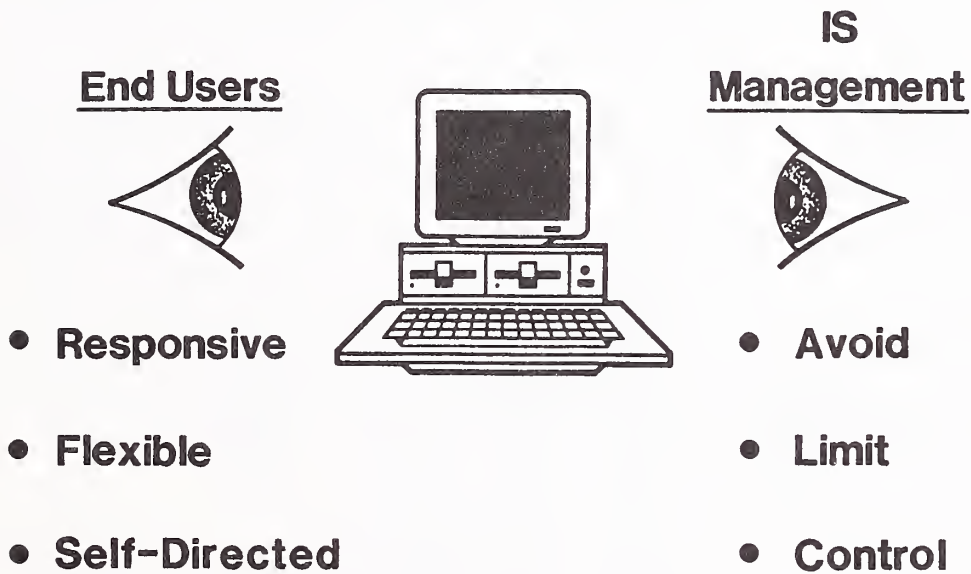 End Users
• Responsive
• Flexible
• Self-Directed
IS
Management
• Avoid
• Limit
• Control